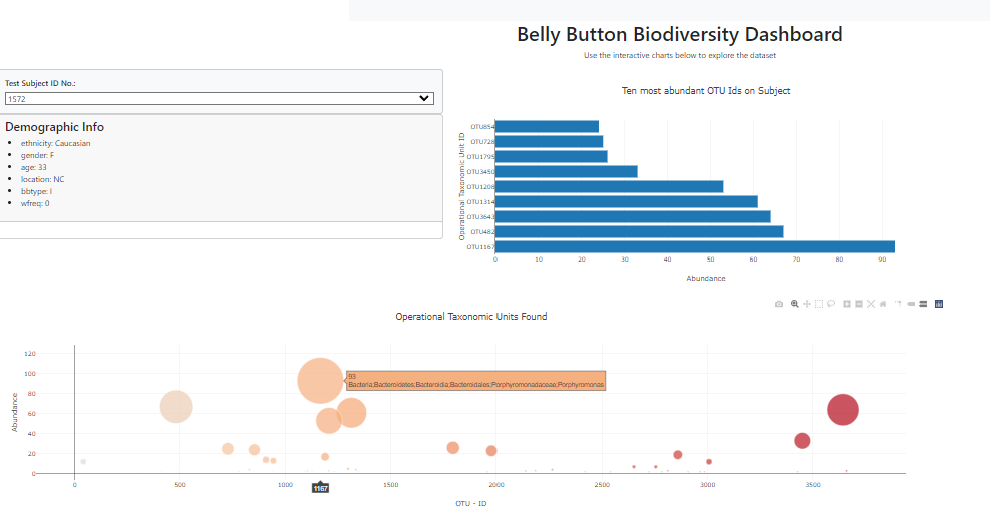 Belly Button Biodiversity Dashboard
Use the interactive charts below to explore the dataset
Test Subject ID No.:
1572
Demographic Info
ethnicity: Caucasian
gender: F
age: 33
location: NC
bbtype: I
wfreq: 0
Ten most abundant OTU Ids on Subject
Operational Taxonomic Unit ID
OTU854
OTU728
OTU1795
OTU3450
OTU1208
OTU1314
OTU3643
OTU482
OTU1167
0 10 20 30 40 50 60 70 80 90
Abundance
Operational Taxonomic Units Found
Abundance
120
100
80
60
40
20
0
93
Bacteria;Bacteroidetes;Bacteroidia;Bacteroidales;Porphyromonadaceae;Porphyromonas
0 500 1000 1500 2000 2500 3000 3500
1167
OTU - ID